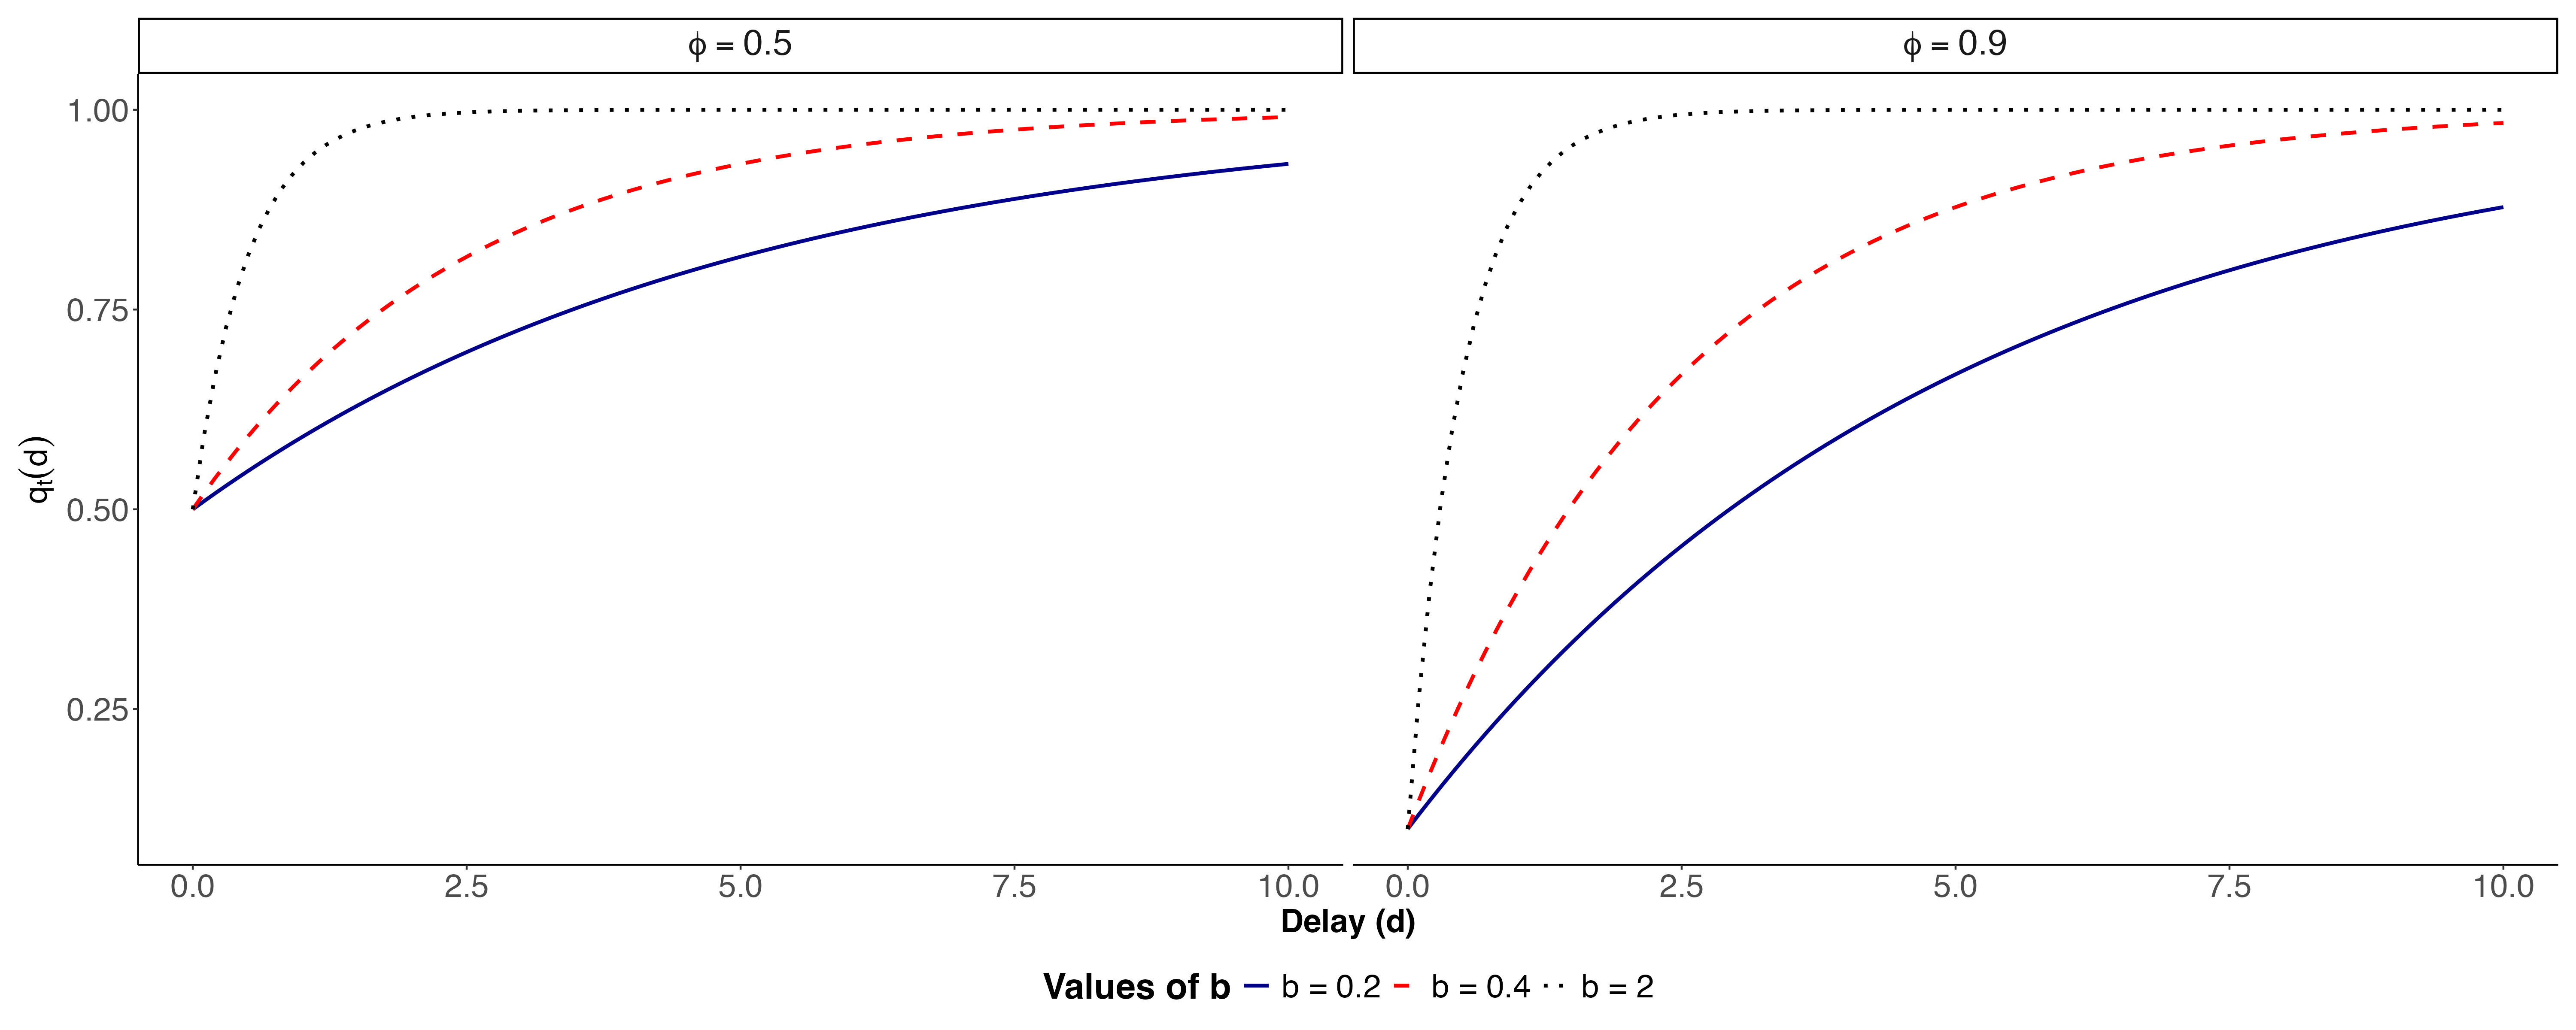 ϕ = 0.5
ϕ = 0.9
qₜ(d)
1.00
0.75
0.50
0.25
0.0 2.5 5.0 7.5 10.0
0.0 2.5 5.0 7.5 10.0
Delay (d)
Values of b b = 0.2 b = 0.4 b = 2